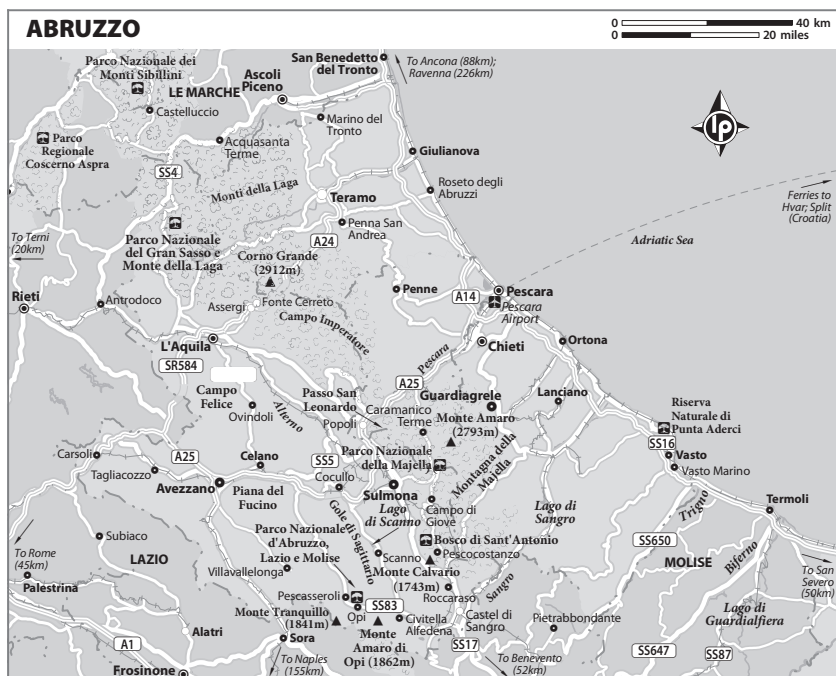 ABRUZZO
0 40 km
0 20 miles
Parco Nazionale dei
Monti Sibillini
San Benedetto
del Tronto
To Ancona (88km);
Ravenna (226km)
Ascoli
Piceno
LE MARCHE
Castelluccio
Marino del
Tronto
lp
Parco
Regionale
Coscerno Aspra
Acquasanta
Terme
Giulianova
SS4
Monti della Laga
Teramo
Roseto degli
Abruzzi
Ferries to
Hvar; Split
(Croatia)
Penna San
Andrea
Parco Nazionale
del Gran Sasso e
Monte della Laga
A24
Adriatic Sea
To Terni
(20km)
Corno Grande
(2912m)
Rieti
Antrodoco
Assergi
Fonte Cerreto
Penne
A14
Pescara
Pescara
Airport
Campo Imperatore
L'Aquila
Pescara
Chieti
Ortona
SR584
Campo
Felice
Ovindoli
Alterno
Passo San
Leonardo
Popoli
A25
Guardiagrele
Lanciano
Caramanico
Terme
Monte Amaro
(2793m)
Riserva
Naturale di
Punta Aderci
SS16
Carsoli
Tagliacozzo
A25
Celano
SS5
Parco Nazionale
della Majella
Montagna della
Majella
Vasto
Vasto Marino
Avezzano
Piana del
Fucino
Cocullo
Sulmona
Lago
di Scanno
Campo di
Giove
Lago di
Sangro
Trigno
Termoli
Subiaco
Parco Nazionale
d'Abruzzo,
Lazio e Molise
Gole di Sagittario
Bosco di Sant'Antonio
Pescocostanzo
SS650
To Rome
(45km)
LAZIO
Villavallelonga
Scanno
Monte Calvario
(1743m)
MOLISE
Biferno
To San
Severo
(50km)
Palestrina
Pescasseroli
Opi
SS83
Roccaraso
Sangro
Monte Tranquillo
(1841m)
Civitella
Alfedena
Castel di
Sangro
Pietrabbondante
Lago di
Guardialfiera
Alatri
Sora
Monte
Amaro di
Opi (1862m)
A1
SS17
SS647
SS87
Frosinone
To Naples
(155km)
To Benevento
(52km)